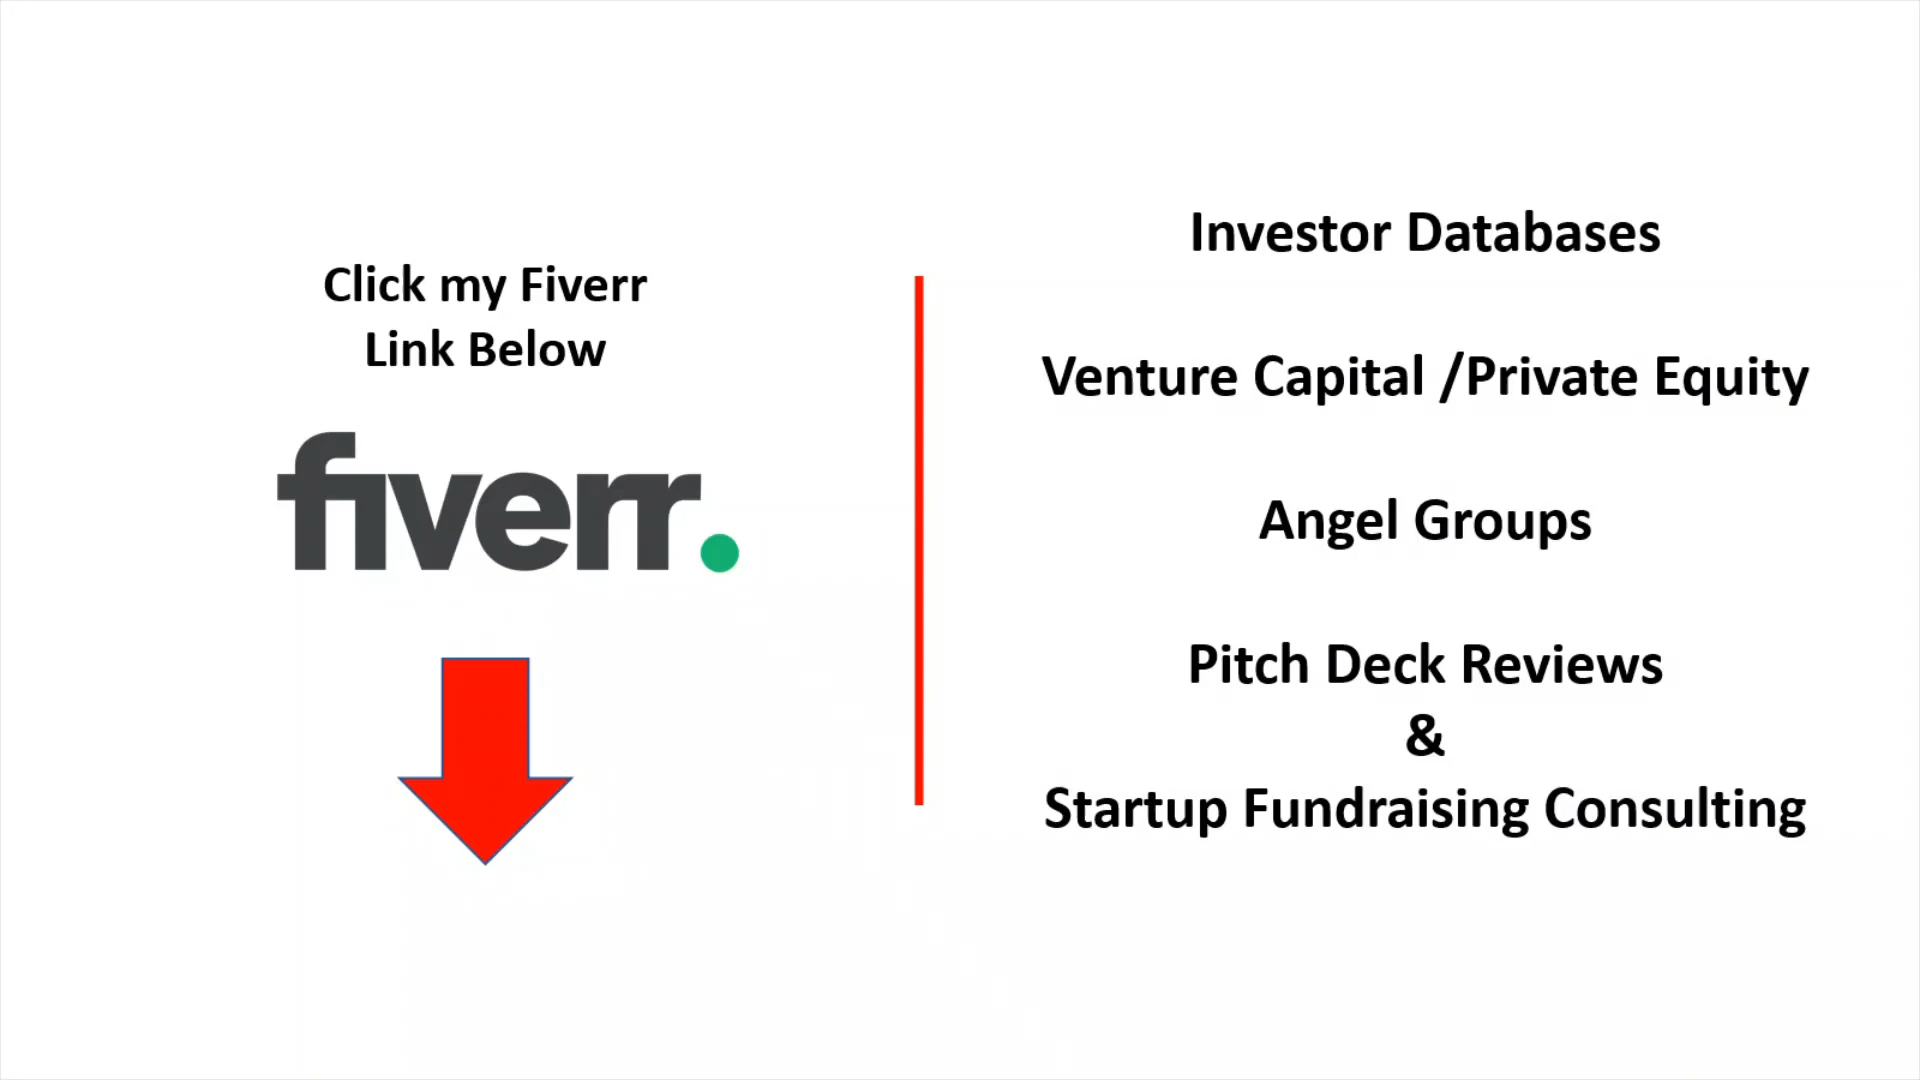 Click my Fiverr
Link Below
fiverr.
Investor Databases
Venture Capital /Private Equity
Angel Groups
Pitch Deck Reviews
&
Startup Fundraising Consulting